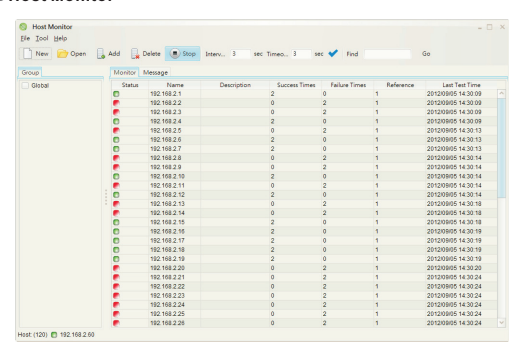 Host Monitor
File Tool Help
New Open Add Delete Stop Interv... 3 sec Timeo... 3 sec Find Go
Group Monitor Message
Global
Status Name Description Success Times Failure Times Reference Last Test Time
192.168.2.1 2 0 1 2012/09/05 14:30:09
192.168.2.2 0 2 1 2012/09/05 14:30:09
192.168.2.3 0 2 1 2012/09/05 14:30:09
192.168.2.4 2 0 1 2012/09/05 14:30:09
192.168.2.5 0 2 1 2012/09/05 14:30:13
192.168.2.6 2 0 1 2012/09/05 14:30:13
192.168.2.7 2 0 1 2012/09/05 14:30:13
192.168.2.8 0 2 1 2012/09/05 14:30:14
192.168.2.9 0 2 1 2012/09/05 14:30:14
192.168.2.10 2 0 1 2012/09/05 14:30:14
192.168.2.11 0 2 1 2012/09/05 14:30:14
192.168.2.12 2 0 1 2012/09/05 14:30:14
192.168.2.13 0 2 1 2012/09/05 14:30:18
192.168.2.14 0 2 1 2012/09/05 14:30:18
192.168.2.15 2 0 1 2012/09/05 14:30:18
192.168.2.16 2 0 1 2012/09/05 14:30:19
192.168.2.17 2 0 1 2012/09/05 14:30:19
192.168.2.18 2 0 1 2012/09/05 14:30:19
192.168.2.19 2 0 1 2012/09/05 14:30:19
192.168.2.20 0 2 1 2012/09/05 14:30:20
192.168.2.21 0 2 1 2012/09/05 14:30:24
192.168.2.22 0 2 1 2012/09/05 14:30:24
192.168.2.23 0 2 1 2012/09/05 14:30:24
192.168.2.24 0 2 1 2012/09/05 14:30:24
192.168.2.25 0 2 1 2012/09/05 14:30:24
192.168.2.26 0 2 1 2012/09/05 14:30:24
Host: (120) 192.168.2.60